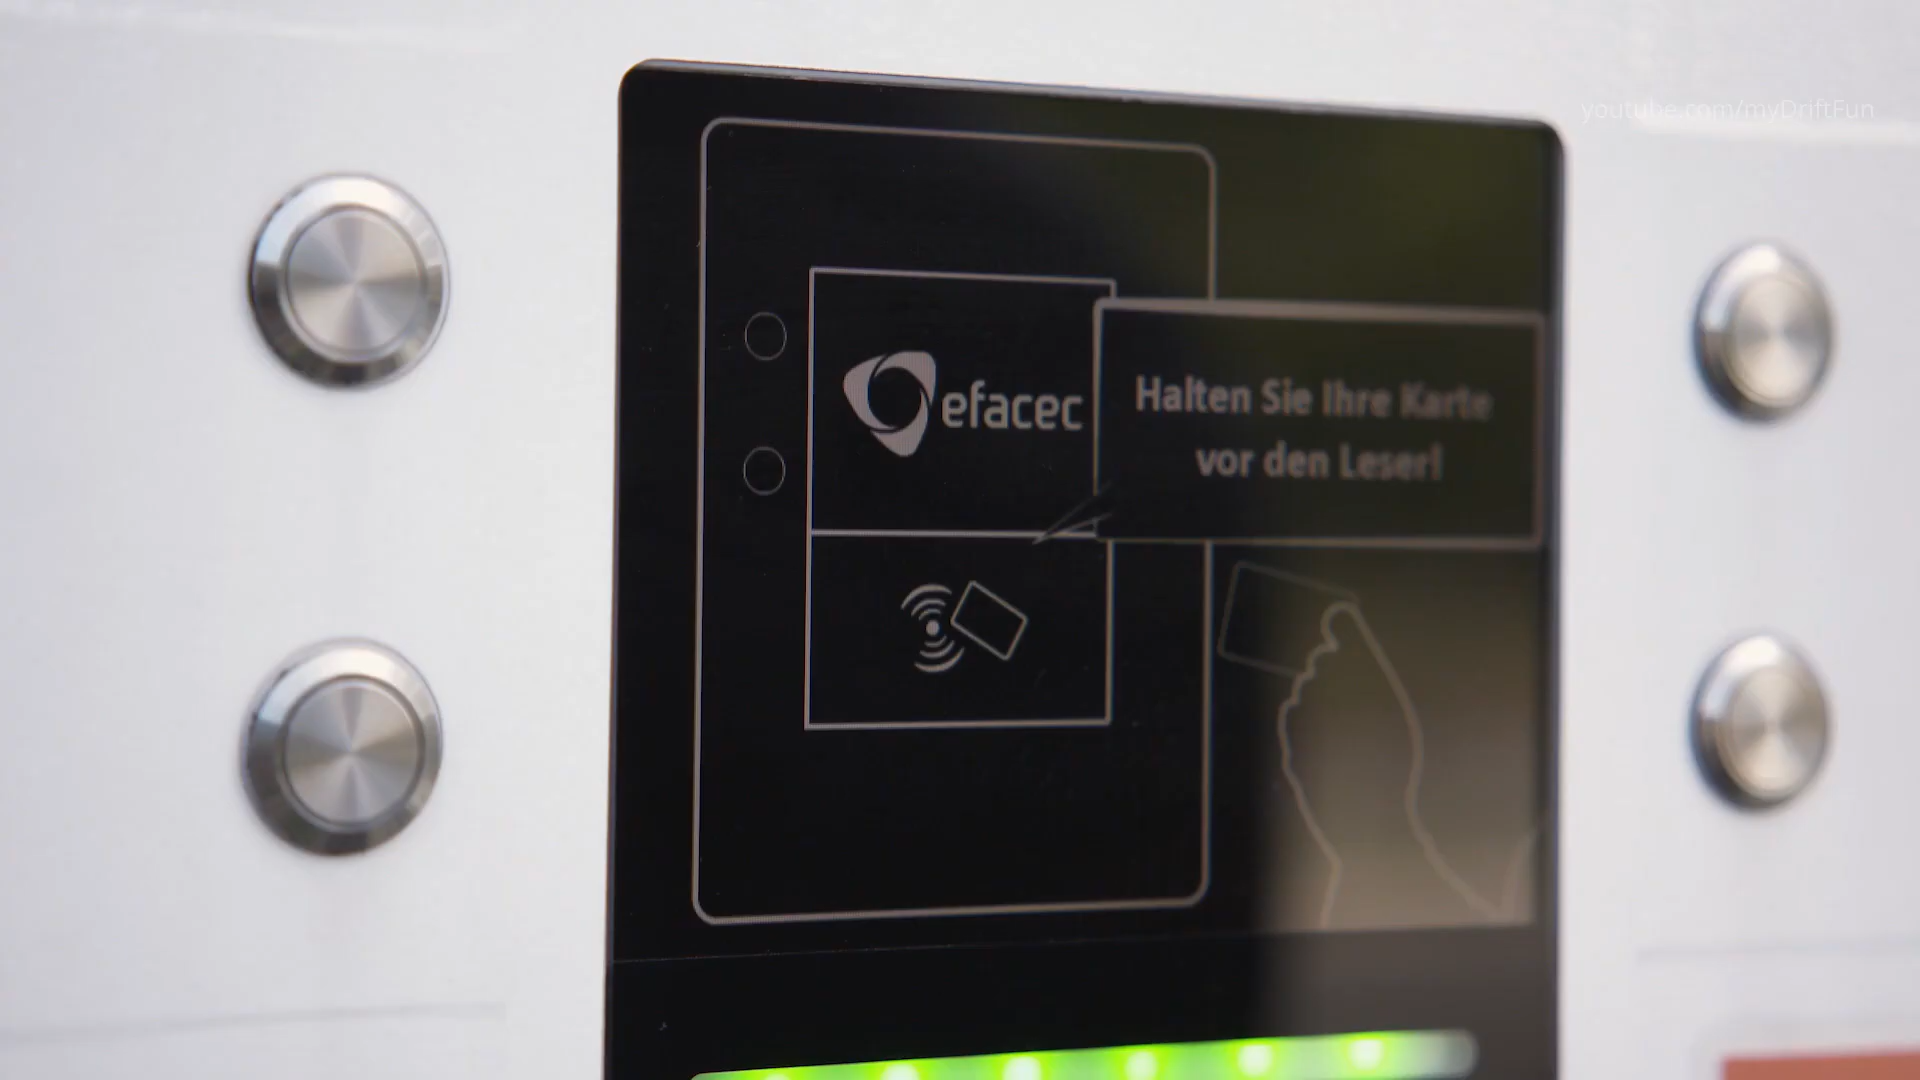 youtube.com/myDriftFun
efacec
Halten Sie Ihre Karte
vor den Leser!